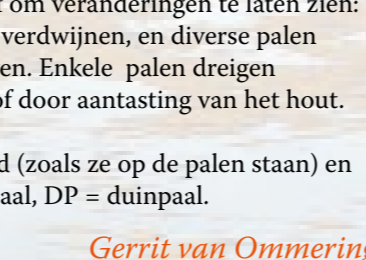 om veranderingen te laten zien:
verdwijnen, en diverse palen
en. Enkele palen dreigen
of door aantasting van het hout.
(zoals ze op de palen staan) en
aal, DP = duinpaal.
Gerrit van Ommering